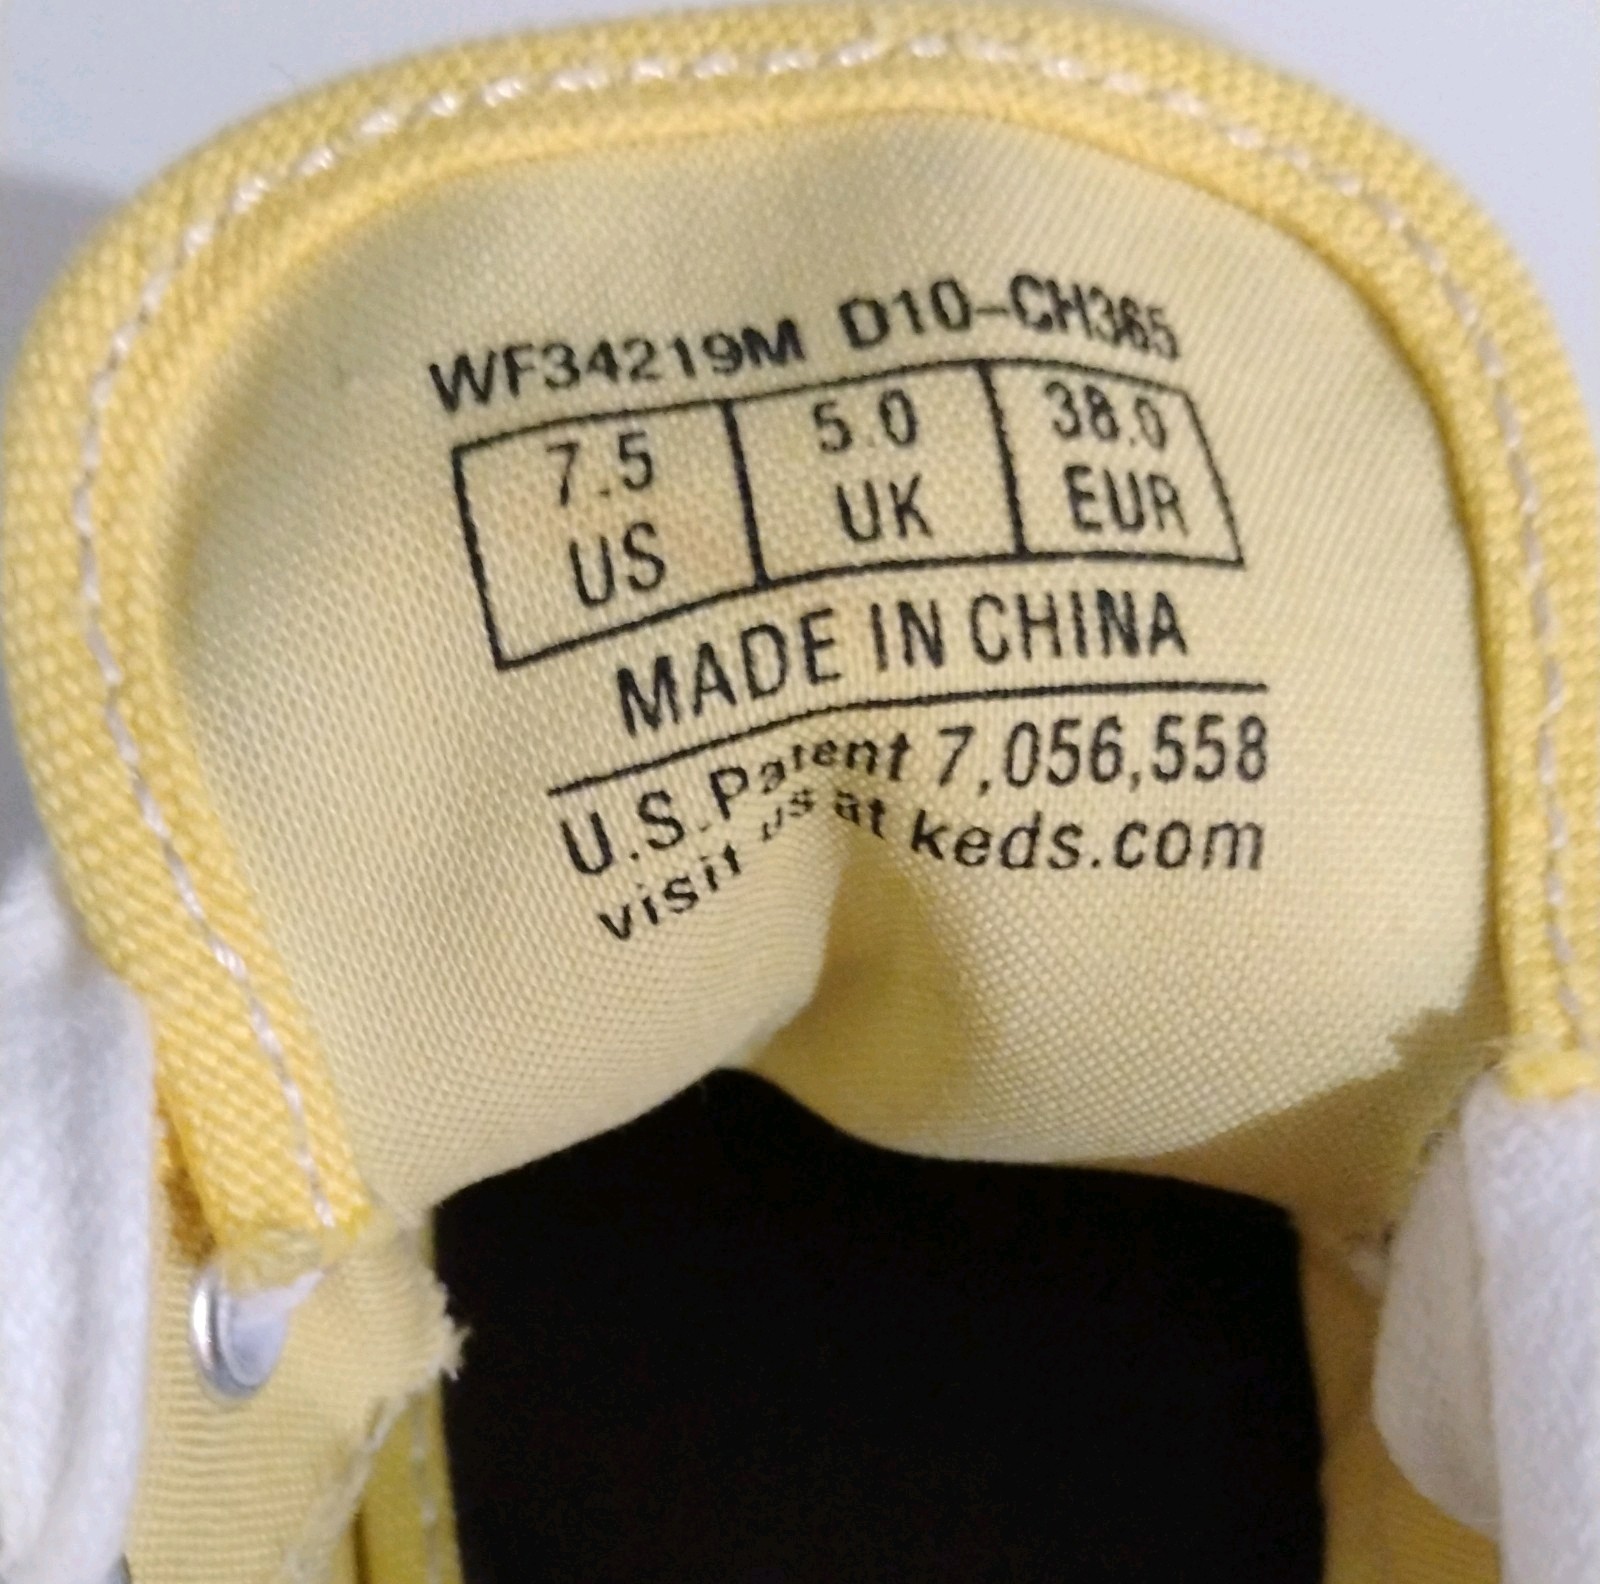 WF34219M D10-CH365
7.5 5.0 38.0
US UK EUR
MADE IN CHINA
U.S. Patent 7,056,558
visit us at keds.com